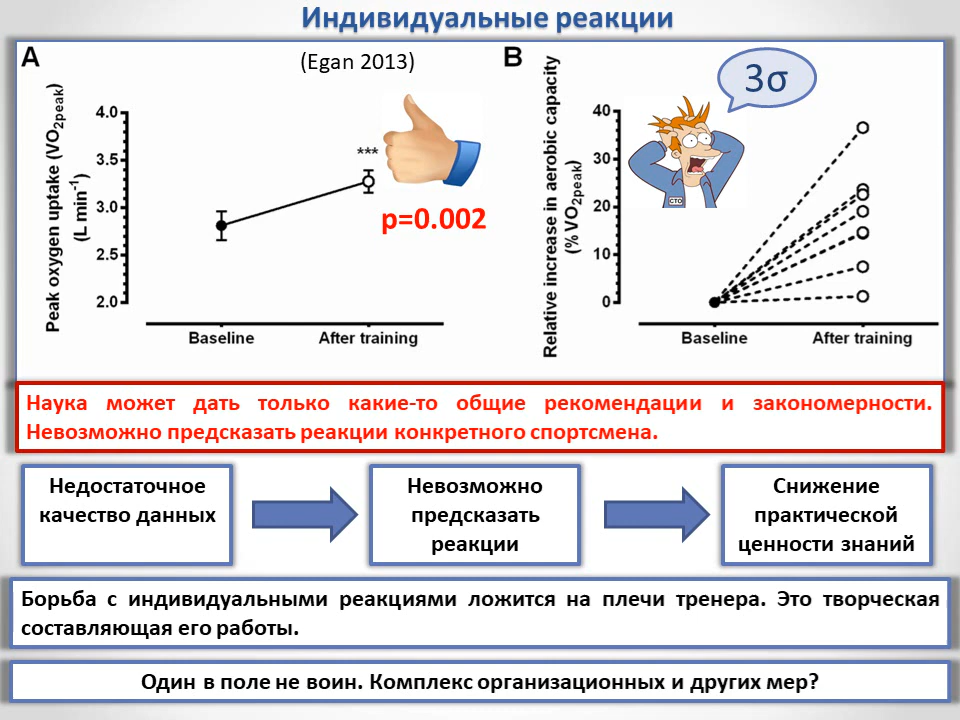 Индивидуальные реакции
A
(Egan 2013)
Peak oxygen uptake (VO2peak)
(L min-1)
4.0
3.5
3.0
2.5
2.0
***
p=0.002
Baseline
After training
B
3σ
Relative increase in aerobic capacity
(% VO2peak)
40
30
20
10
0
CTO
Baseline
After training
Наука может дать только какие-то общие рекомендации и закономерности.
Невозможно предсказать реакции конкретного спортсмена.
Недостаточное
качество данных
Невозможно
предсказать
реакции
Снижение
практической
ценности знаний
Борьба с индивидуальными реакциями ложится на плечи тренера. Это творческая
составляющая его работы.
Один в поле не воин. Комплекс организационных и других мер?